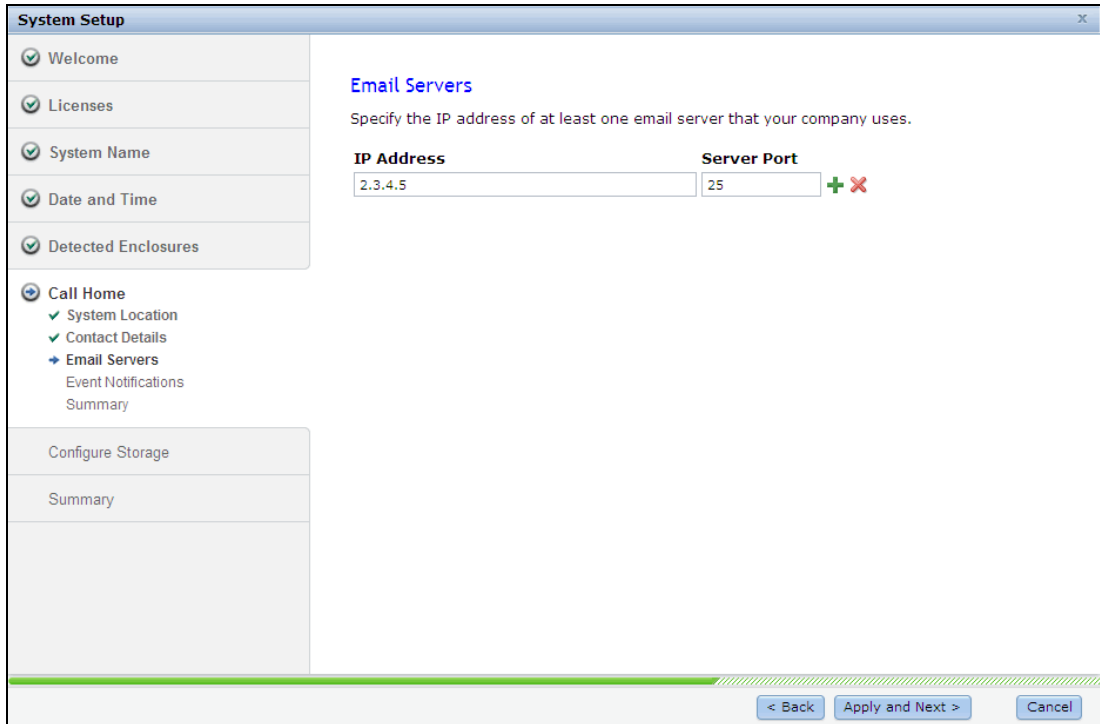 System Setup
x
Welcome
Licenses
System Name
Date and Time
Detected Enclosures
Call Home
System Location
Contact Details
Email Servers
Event Notifications
Summary
Configure Storage
Summary
Email Servers
Specify the IP address of at least one email server that your company uses.
IP Address Server Port
2.3.4.5 25
< Back Apply and Next > Cancel